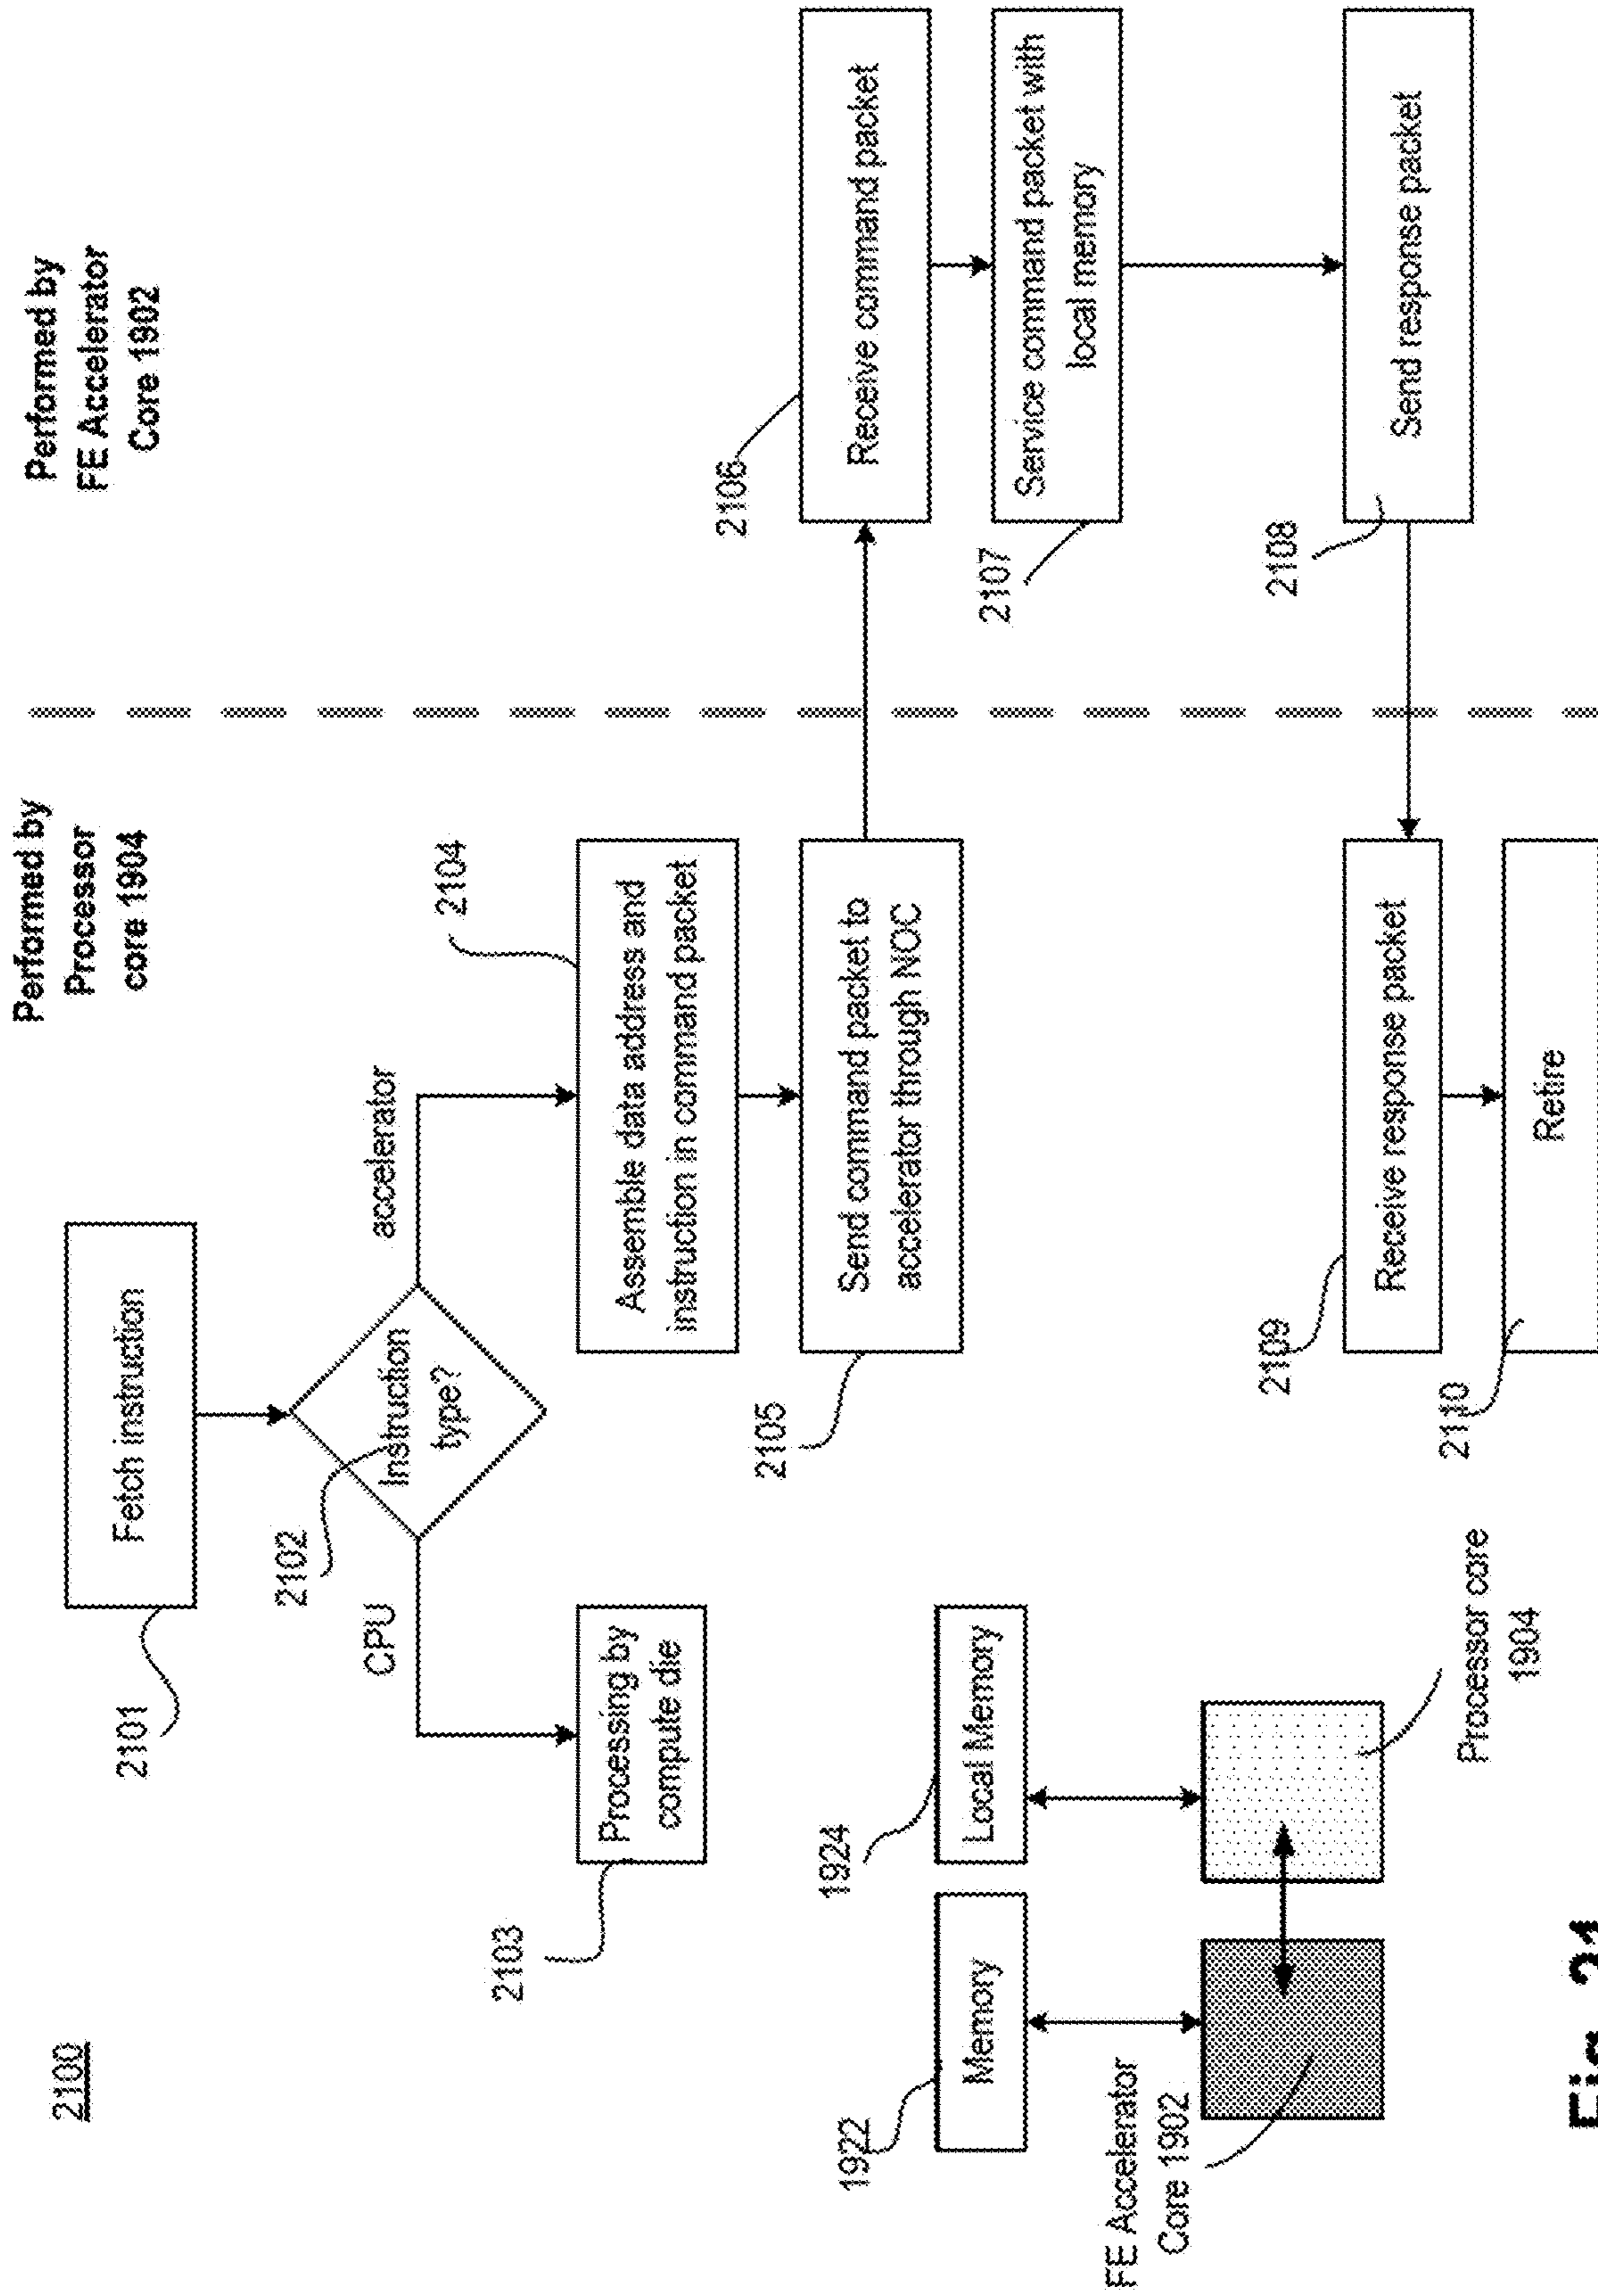 2100
Performed by
Processor
core 1904
Performed by
FE Accelerator
Core 1902
2101
Fetch instruction
2102
Instruction
type?
CPU
accelerator
2103
Processing by
compute die
2104
Assemble data address and
instruction in command packet
2105
Send command packet to
accelerator through NOC
2106
Receive command packet
2107
Service command packet with
local memory
2108
Send response packet
2109
Receive response packet
2110
Retire
1922
Memory
1924
Local Memory
FE Accelerator
Core 1902
Processor core
1904
Fig. 21